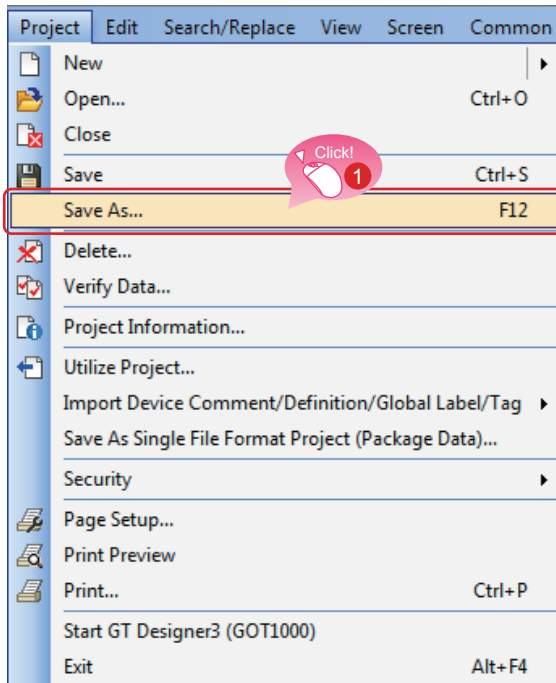 Project Edit Search/Replace View Screen Common
New
Open... Ctrl+O
Close
Click!
1
Save Ctrl+S
Save As... F12
Delete...
Verify Data...
Project Information...
Utilize Project...
Import Device Comment/Definition/Global Label/Tag
Save As Single File Format Project (Package Data)...
Security
Page Setup...
Print Preview
Print... Ctrl+P
Start GT Designer3 (GOT1000)
Exit Alt+F4